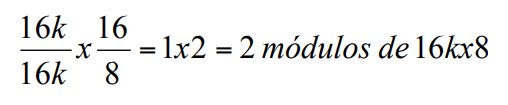 16k/16k x 16/8 = 1x2 = 2 módulos de 16kx8